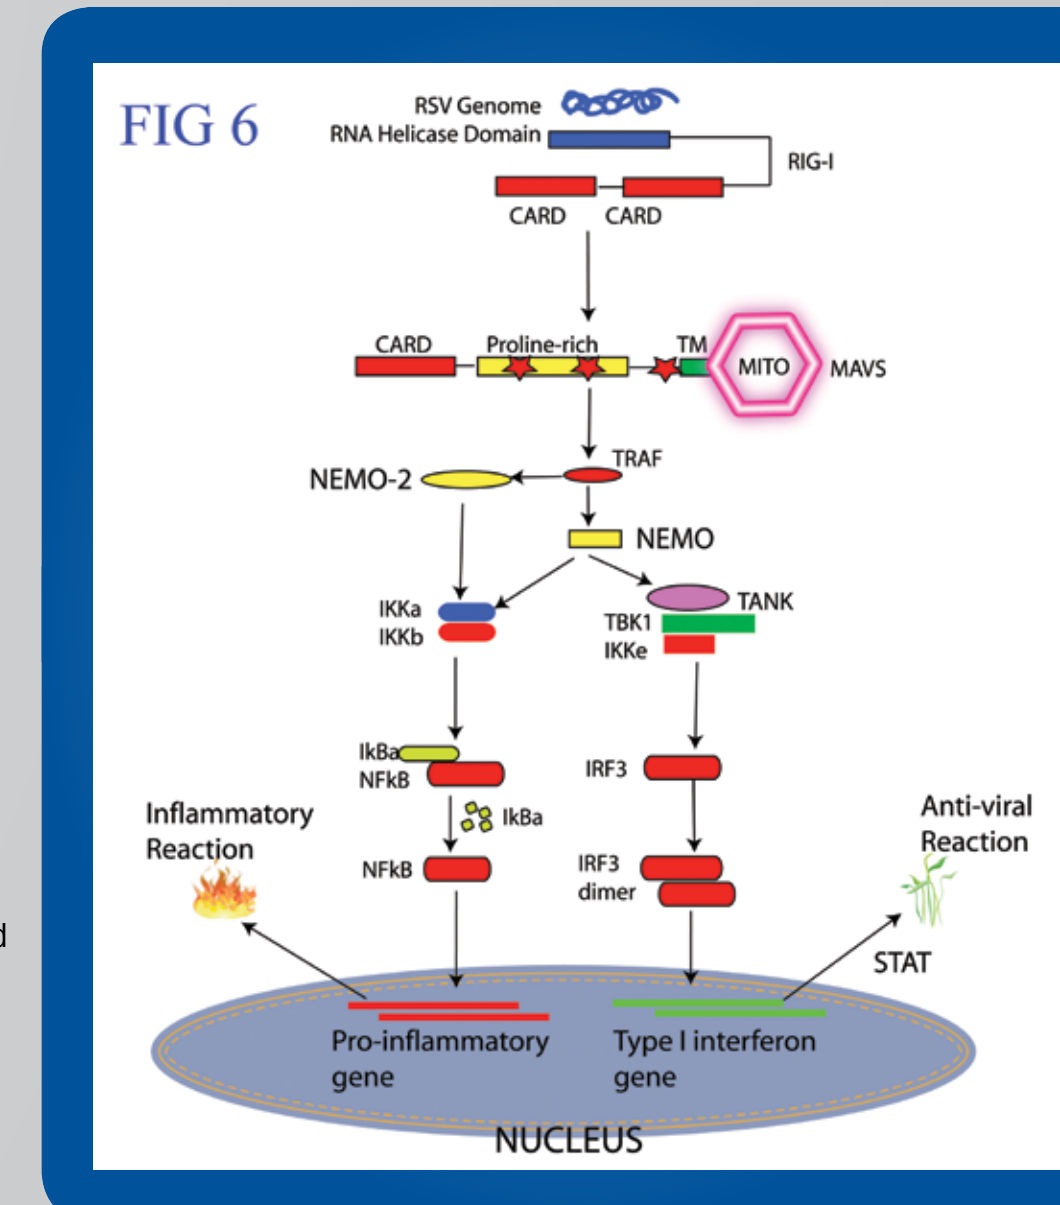 FIG 6
RSV Genome
RNA Helicase Domain
RIG-I
CARD CARD
CARD Proline-rich TM
MITO MAVS
TRAF
NEMO-2
NEMO
IKKa
IKKb
TANK
TBK1
IKKe
IkBa
NFkB
IRF3
Inflammatory
Reaction
IkBa
Anti-viral
Reaction
NFkB
IRF3
dimer
STAT
Pro-inflammatory
gene
Type I interferon
gene
NUCLEUS